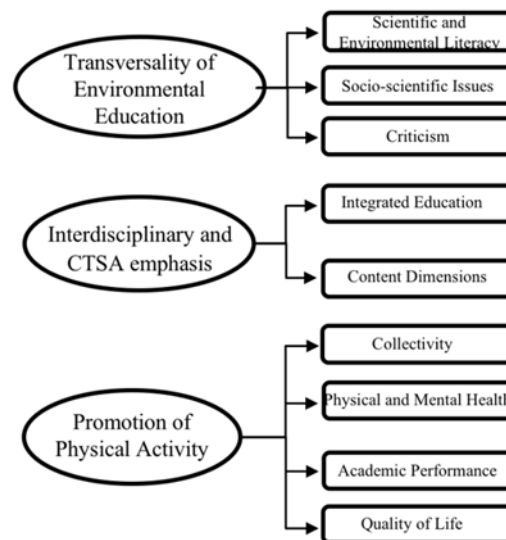 Transversality of
Environmental
Education
Scientific and
Environmental Literacy
Socio-scientific Issues
Criticism
Interdisciplinary and
CTSA emphasis
Integrated Education
Content Dimensions
Promotion of
Physical Activity
Collectivity
Physical and Mental Health
Academic Performance
Quality of Life